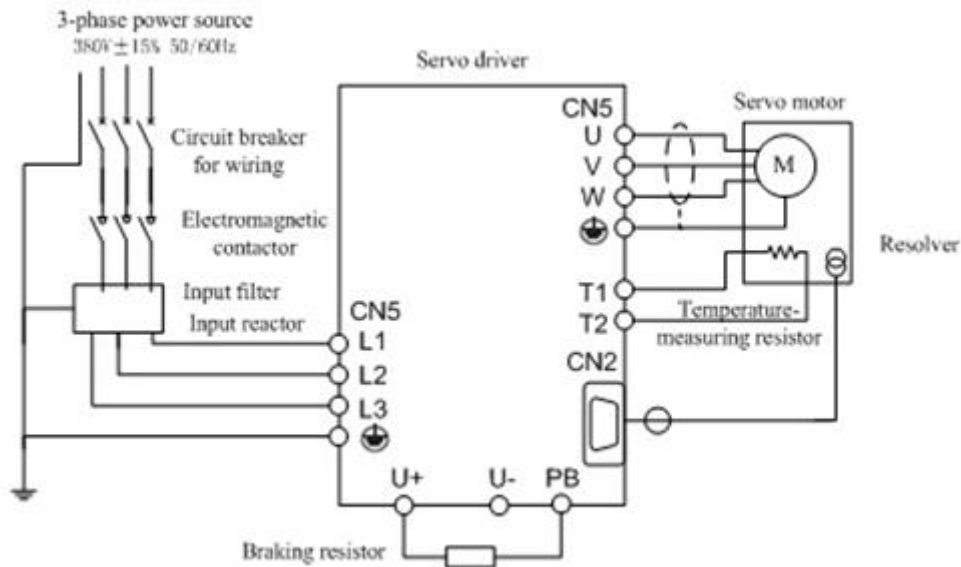 3-phase power source
380V±15% 50/60Hz
Servo driver
Circuit breaker
for wiring
Electromagnetic
contactor
Input filter
Input reactor
CN5
L1
L2
L3
CN5
U
V
W
T1
T2
CN2
Servo motor
M
Resolver
Temperature-
measuring resistor
U+
U-
PB
Braking resistor